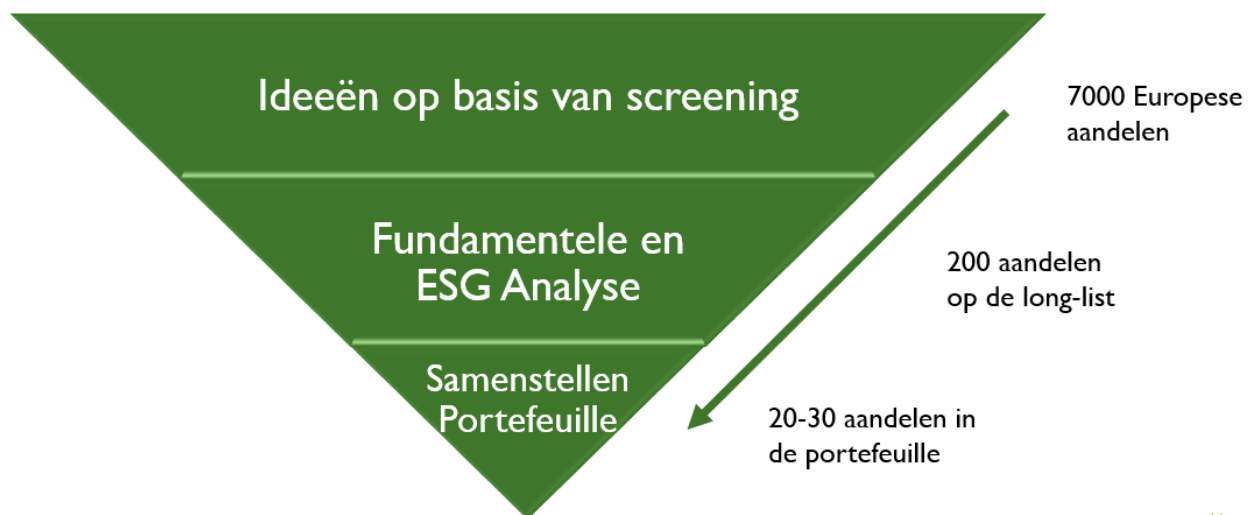 Ideeën op basis van screening
7000 Europese
aandelen
Fundamentele en
ESG Analyse
200 aandelen
op de long-list
Samenstellen
Portefeuille
20-30 aandelen in
de portefeuille